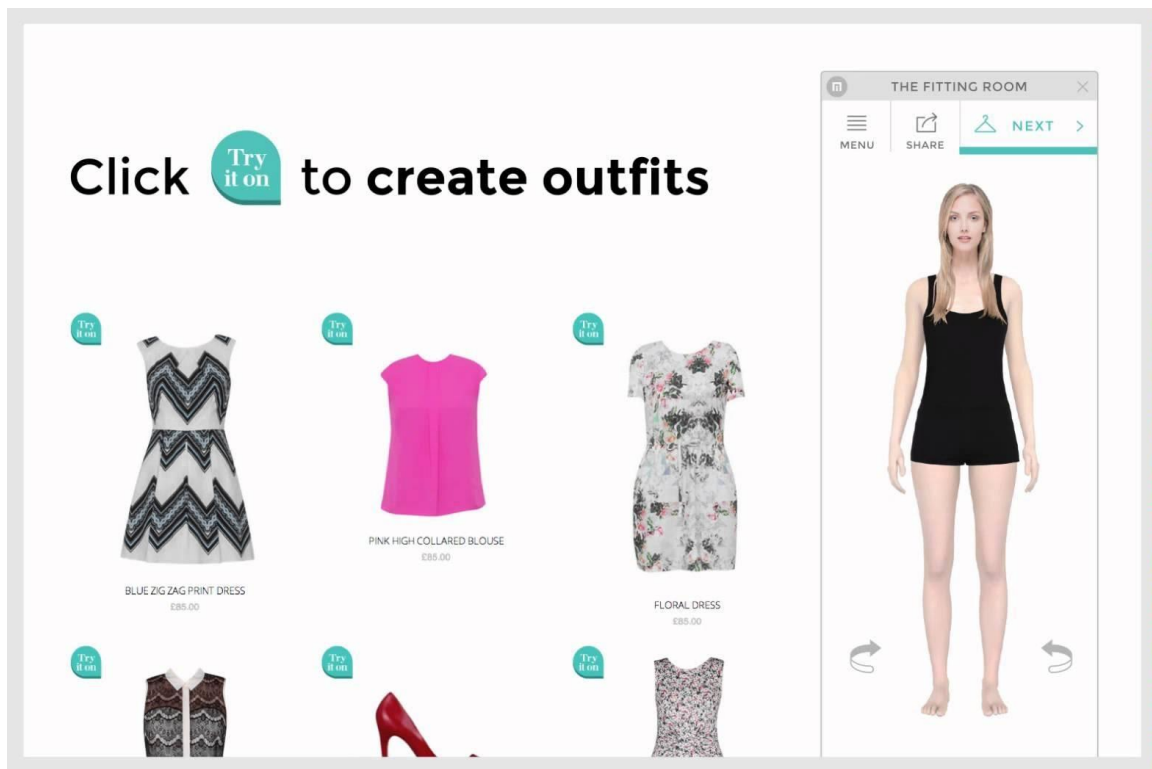 THE FITTING ROOM
MENU
SHARE
NEXT
Click Try it on to create outfits
Try
it on
Try
it on
Try
it on
BLUE ZIG ZAG PRINT DRESS
£85.00
PINK HIGH COLLARED BLOUSE
£85.00
FLORAL DRESS
£85.00
Try
it on
Try
it on
Try
it on